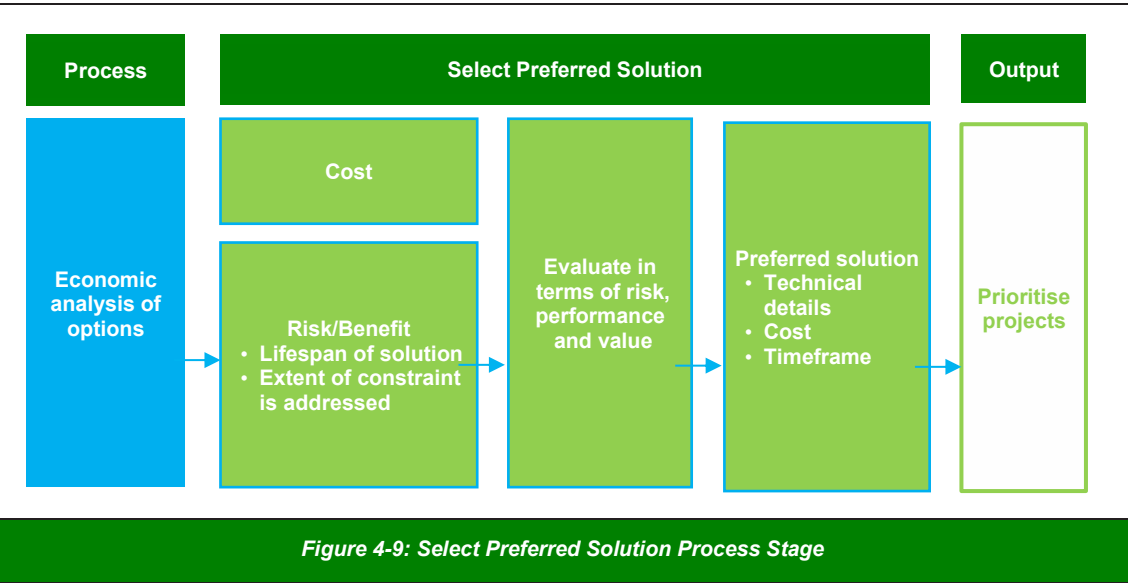 Process
Select Preferred Solution
Output
Economic
analysis of
options
Cost
Risk/Benefit
• Lifespan of solution
• Extent of constraint
is addressed
Evaluate in
terms of risk,
performance
and value
Preferred solution
• Technical
details
• Cost
• Timeframe
Prioritise
projects
Figure 4-9: Select Preferred Solution Process Stage